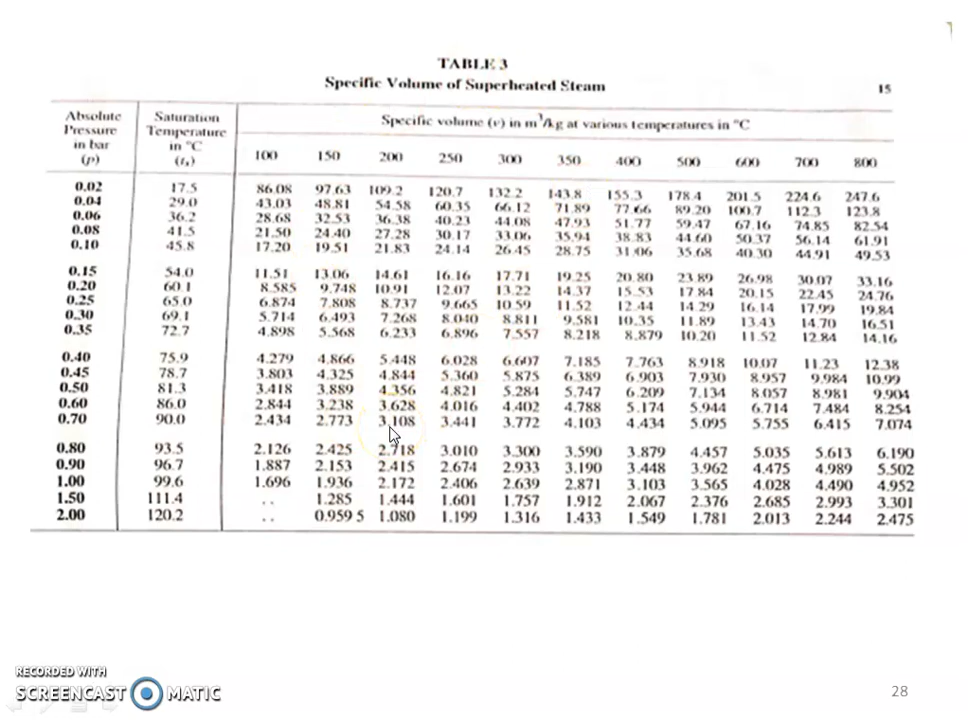 TABLE 3
Specific Volume of Superheated Steam
15
Absolute Pressure in bar (p) Saturation Temperature in °C (tₛ) Specific volume (v) in m³/kg at various temperatures in °C
100 150 200 250 300 350 400 500 600 700 800
0.02 17.5 86.08 97.63 109.2 120.7 132.2 143.8 155.3 178.4 201.5 224.6 247.6
0.04 29.0 43.03 48.81 54.58 60.35 66.12 71.89 77.66 89.20 100.7 112.3 123.8
0.06 36.2 28.68 32.53 36.38 40.23 44.08 47.93 51.77 59.47 67.16 74.85 82.54
0.08 41.5 21.50 24.40 27.28 30.17 33.06 35.94 38.83 44.60 50.37 56.14 61.91
0.10 45.8 17.20 19.51 21.83 24.14 26.45 28.75 31.06 35.68 40.30 44.91 49.53
0.15 54.0 11.51 13.06 14.61 16.16 17.71 19.25 20.80 23.89 26.98 30.07 33.16
0.20 60.1 8.585 9.748 10.91 12.07 13.22 14.37 15.53 17.84 20.15 22.45 24.76
0.25 65.0 6.874 7.808 8.737 9.665 10.59 11.52 12.44 14.29 16.14 17.99 19.84
0.30 69.1 5.714 6.493 7.268 8.040 8.811 9.581 10.35 11.89 13.43 14.70 16.51
0.35 72.7 4.898 5.568 6.233 6.896 7.557 8.218 8.879 10.20 11.52 12.84 14.16
0.40 75.9 4.279 4.866 5.448 6.028 6.607 7.185 7.763 8.918 10.07 11.23 12.38
0.45 78.7 3.803 4.325 4.844 5.360 5.875 6.389 6.903 7.930 8.957 9.984 10.99
0.50 81.3 3.418 3.889 4.356 4.821 5.284 5.747 6.209 7.134 8.057 8.981 9.904
0.60 86.0 2.844 3.238 3.628 4.016 4.402 4.788 5.174 5.944 6.714 7.484 8.254
0.70 90.0 2.434 2.773 3.108 3.441 3.772 4.103 4.434 5.095 5.755 6.415 7.074
0.80 93.5 2.126 2.425 2.718 3.010 3.300 3.590 3.879 4.457 5.035 5.613 6.190
0.90 96.7 1.887 2.153 2.415 2.674 2.933 3.190 3.448 3.962 4.475 4.989 5.502
1.00 99.6 1.696 1.936 2.172 2.406 2.639 2.871 3.103 3.565 4.028 4.490 4.952
1.50 111.4 .. 1.285 1.444 1.601 1.757 1.912 2.067 2.376 2.685 2.993 3.301
2.00 120.2 .. 0.959 5 1.080 1.199 1.316 1.433 1.549 1.781 2.013 2.244 2.475
RECORDED WITH
SCREENCAST MATIC
28